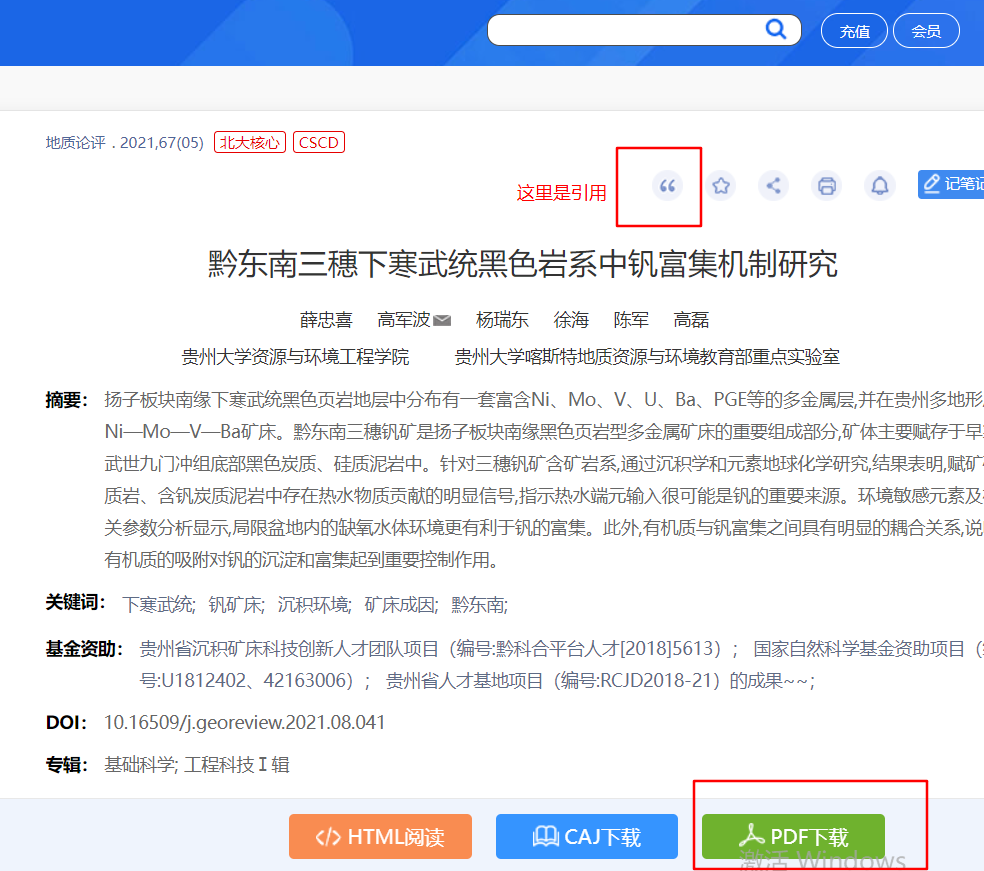 充值 会员
地质论评 . 2021,67(05) 北大核心 CSCD
这里是引用
记笔记
黔东南三穗下寒武统黑色岩系中钒富集机制研究
薛忠喜 高军波 杨瑞东 徐海 陈军 高磊
贵州大学资源与环境工程学院 贵州大学喀斯特地质资源与环境教育部重点实验室
摘要： 扬子板块南缘下寒武统黑色页岩地层中分布有一套富含Ni、Mo、V、U、Ba、PGE等的多金属层,并在贵州多地形
Ni—Mo—V—Ba矿床。黔东南三穗钒矿是扬子板块南缘黑色页岩型多金属矿床的重要组成部分,矿体主要赋存于早
武世九门冲组底部黑色炭质、硅质泥岩中。针对三穗钒矿含矿岩系,通过沉积学和元素地球化学研究,结果表明,赋矿
质岩、含钒炭质泥岩中存在热水物质贡献的明显信号,指示热水端元输入很可能是钒的重要来源。环境敏感元素及
关参数分析显示,局限盆地内的缺氧水体环境更有利于钒的富集。此外,有机质与钒富集之间具有明显的耦合关系,说
有机质的吸附对钒的沉淀和富集起到重要控制作用。
关键词： 下寒武统; 钒矿床; 沉积环境; 矿床成因; 黔东南;
基金资助： 贵州省沉积矿床科技创新人才团队项目（编号:黔科合平台人才[2018]5613）； 国家自然科学基金资助项目（
号:U1812402、42163006）； 贵州省人才基地项目（编号:RCJD2018-21）的成果~~;
DOI： 10.16509/j.georeview.2021.08.041
专辑： 基础科学; 工程科技Ⅰ辑
HTML阅读 CAJ下载 PDF下载
激活 Windows